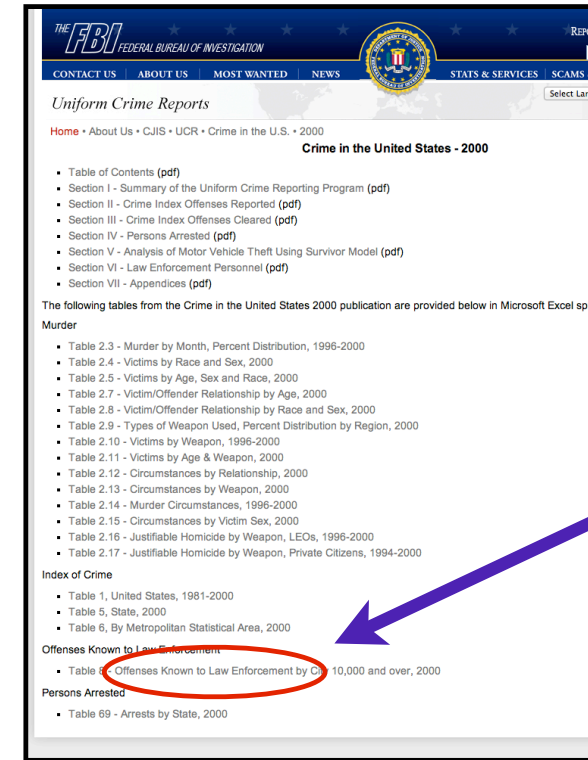 THE FBI FEDERAL BUREAU OF INVESTIGATION
CONTACT US ABOUT US MOST WANTED NEWS STATS & SERVICES SCAMS
Uniform Crime Reports
Home • About Us • CJIS • UCR • Crime in the U.S. • 2000
Crime in the United States - 2000
Table of Contents (pdf)
Section I - Summary of the Uniform Crime Reporting Program (pdf)
Section II - Crime Index Offenses Reported (pdf)
Section III - Crime Index Offenses Cleared (pdf)
Section IV - Persons Arrested (pdf)
Section V - Analysis of Motor Vehicle Theft Using Survivor Model (pdf)
Section VI - Law Enforcement Personnel (pdf)
Section VII - Appendices (pdf)
The following tables from the Crime in the United States 2000 publication are provided below in Microsoft Excel sp
Murder
Table 2.3 - Murder by Month, Percent Distribution, 1996-2000
Table 2.4 - Victims by Race and Sex, 2000
Table 2.5 - Victims by Age, Sex and Race, 2000
Table 2.7 - Victim/Offender Relationship by Age, 2000
Table 2.8 - Victim/Offender Relationship by Race and Sex, 2000
Table 2.9 - Types of Weapon Used, Percent Distribution by Region, 2000
Table 2.10 - Victims by Weapon, 1996-2000
Table 2.11 - Victims by Age & Weapon, 2000
Table 2.12 - Circumstances by Relationship, 2000
Table 2.13 - Circumstances by Weapon, 2000
Table 2.14 - Murder Circumstances, 1996-2000
Table 2.15 - Circumstances by Victim Sex, 2000
Table 2.16 - Justifiable Homicide by Weapon, LEOs, 1996-2000
Table 2.17 - Justifiable Homicide by Weapon, Private Citizens, 1994-2000
Index of Crime
Table 1, United States, 1981-2000
Table 5, State, 2000
Table 6, By Metropolitan Statistical Area, 2000
Offenses Known to Law Enforcement
Table 8 - Offenses Known to Law Enforcement by City 10,000 and over, 2000
Persons Arrested
Table 69 - Arrests by State, 2000